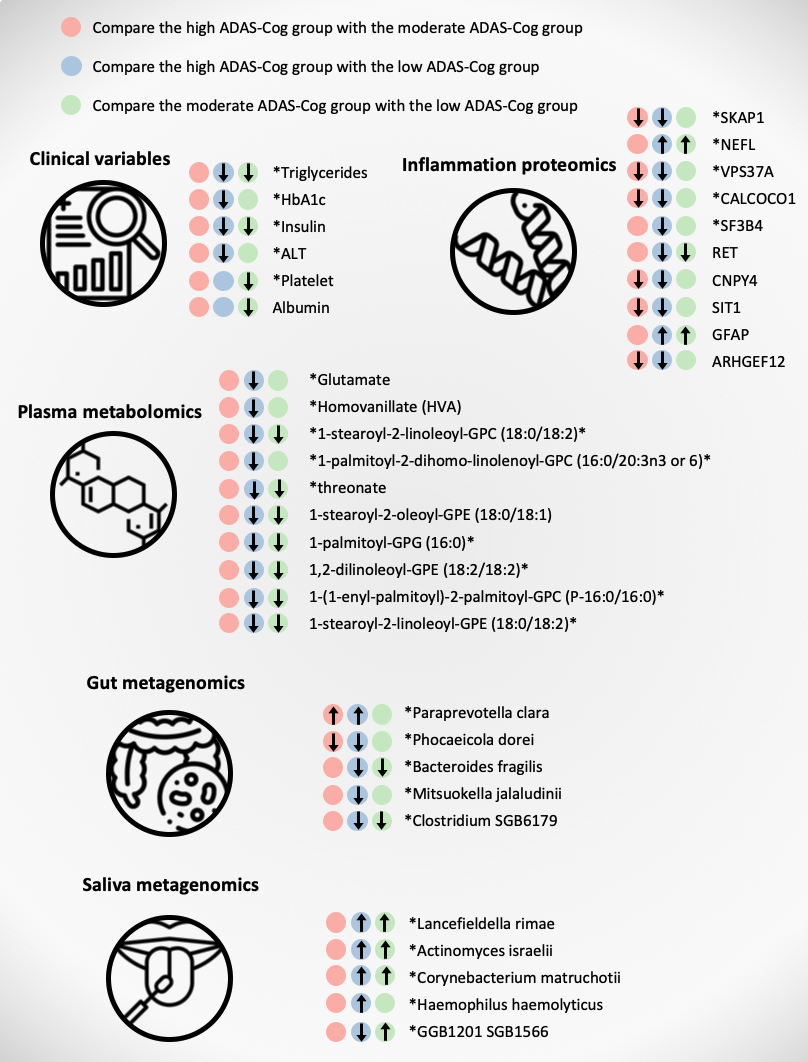 Compare the high ADAS-Cog group with the moderate ADAS-Cog group
Compare the high ADAS-Cog group with the low ADAS-Cog group
Compare the moderate ADAS-Cog group with the low ADAS-Cog group
Clinical variables
*Triglycerides
*HbA1c
*Insulin
*ALT
*Platelet
Albumin
Inflammation proteomics
*SKAP1
*NEFL
*VPS37A
*CALCOCO1
*SF3B4
RET
CNPY4
SIT1
GFAP
ARHGEF12
Plasma metabolomics
*Glutamate
*Homovanillate (HVA)
*1-stearoyl-2-linoleoyl-GPC (18:0/18:2)*
*1-palmitoyl-2-dihomo-linolenoyl-GPC (16:0/20:3n3 or 6)*
*threonate
1-stearoyl-2-oleoyl-GPE (18:0/18:1)
1-palmitoyl-GPG (16:0)*
1,2-dilinoleoyl-GPE (18:2/18:2)*
1-(1-enyl-palmitoyl)-2-palmitoyl-GPC (P-16:0/16:0)*
1-stearoyl-2-linoleoyl-GPE (18:0/18:2)*
Gut metagenomics
*Paraprevotella clara
*Phocaeicola dorei
*Bacteroides fragilis
*Mitsuokella jalaludinii
*Clostridium SGB6179
Saliva metagenomics
*Lancefieldella rimae
*Actinomyces israelii
*Corynebacterium matruchotii
*Haemophilus haemolyticus
*GGB1201 SGB1566